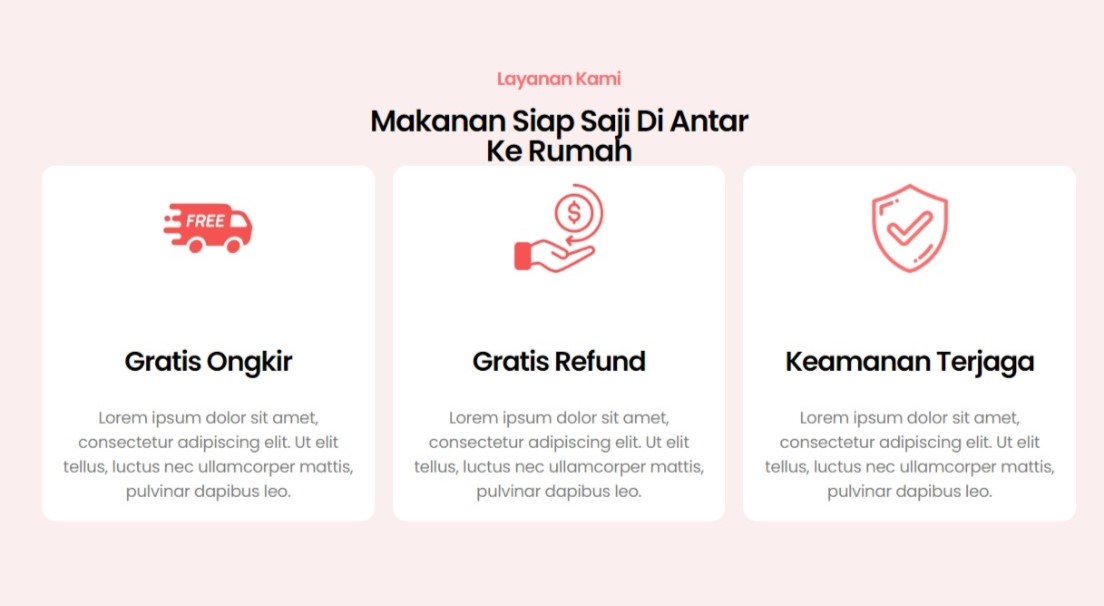 Layanan Kami
Makanan Siap Saji Di Antar
Ke Rumah
FREE
$
Gratis Ongkir
Gratis Refund
Keamanan Terjaga
Lorem ipsum dolor sit amet,
consectetur adipiscing elit. Ut elit
tellus, luctus nec ullamcorper mattis,
pulvinar dapibus leo.
Lorem ipsum dolor sit amet,
consectetur adipiscing elit. Ut elit
tellus, luctus nec ullamcorper mattis,
pulvinar dapibus leo.
Lorem ipsum dolor sit amet,
consectetur adipiscing elit. Ut elit
tellus, luctus nec ullamcorper mattis,
pulvinar dapibus leo.